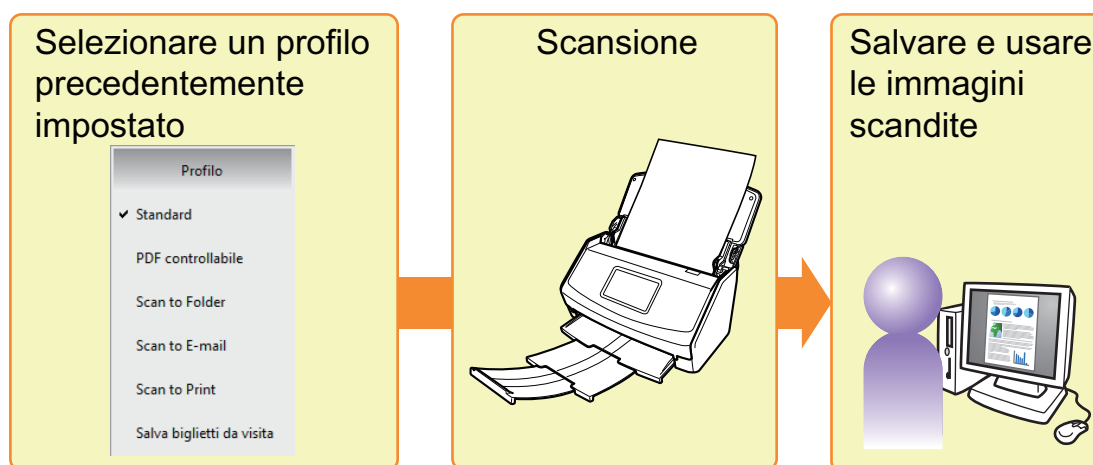 Selezionare un profilo
precedentemente
impostato
Profilo
✔ Standard
PDF controllabile
Scan to Folder
Scan to E-mail
Scan to Print
Salva biglietti da visita
Scansione
Salvare e usare
le immagini
scandite